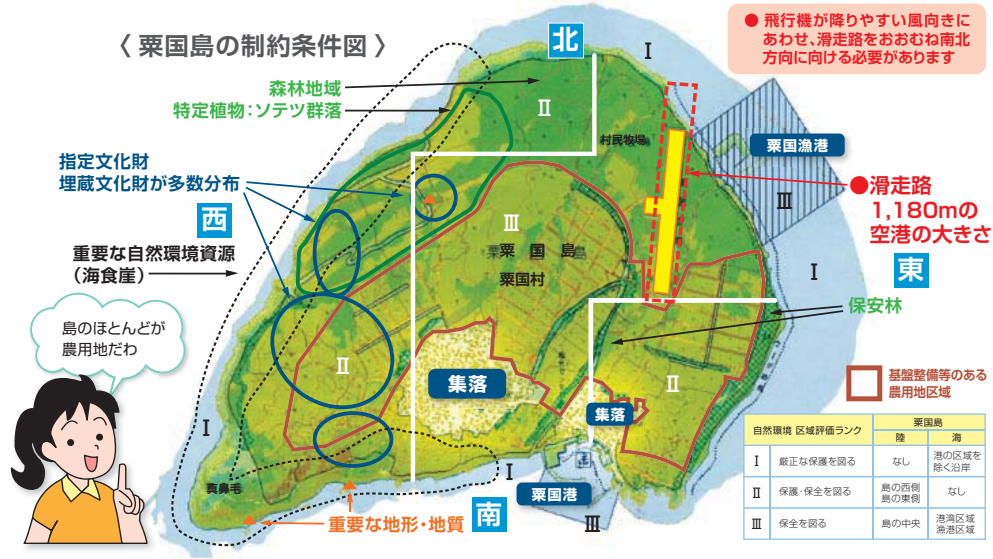 〈 粟国島の制約条件図 〉
北
● 飛行機が降りやすい風向きに
あわせ、滑走路をおおむね南北
方向に向ける必要があります
Ⅰ
森林地域
特定植物：ソテツ群落
Ⅱ
村民牧場
粟国漁港
Ⅲ
指定文化財
埋蔵文化財が多数分布
西
●滑走路
1,180mの
空港の大きさ
東
重要な自然環境資源
（海食崖）
Ⅲ
粟国島
粟国村
Ⅰ
保安林
島のほとんどが
農用地だわ
Ⅱ
集落
Ⅱ
集落
基盤整備等のある
農用地区域
Ⅰ
真鼻毛
重要な地形・地質
南
Ⅰ
粟国港
Ⅲ
自然環境 区域評価ランク 粟国島
陸 海
Ⅰ 厳正な保護を図る なし 港の区域を
除く沿岸
Ⅱ 保護・保全を図る 島の西側
島の東側 なし
Ⅲ 保全を図る 島の中央 港湾区域
漁港区域